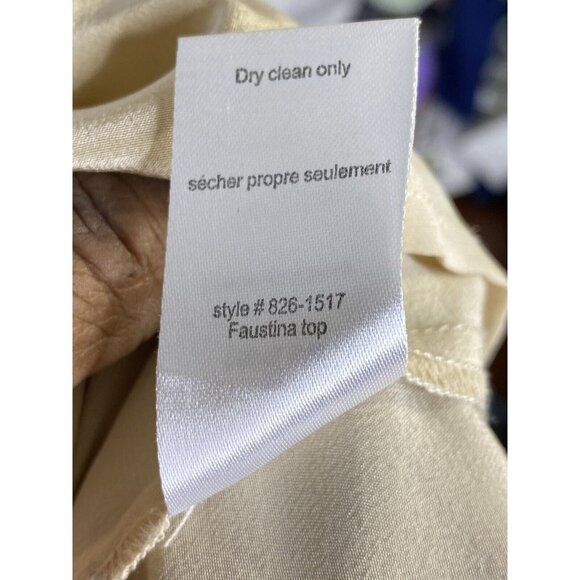 Dry clean only
sécher propre seulement
style # 826-1517
Faustina top